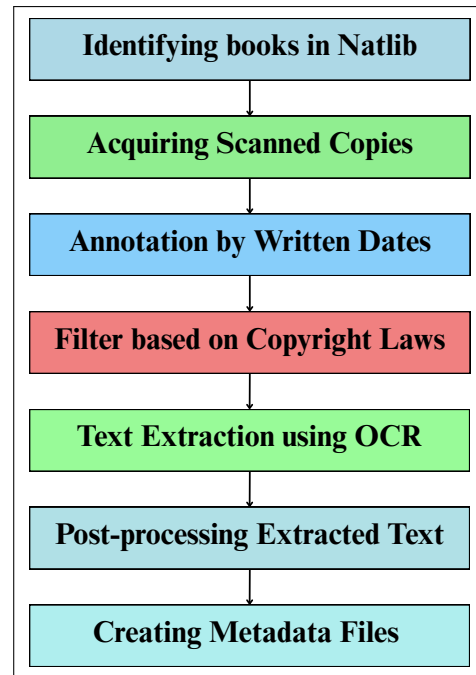 Identifying books in Natlib
Acquiring Scanned Copies
Annotation by Written Dates
Filter based on Copyright Laws
Text Extraction using OCR
Post-processing Extracted Text
Creating Metadata Files